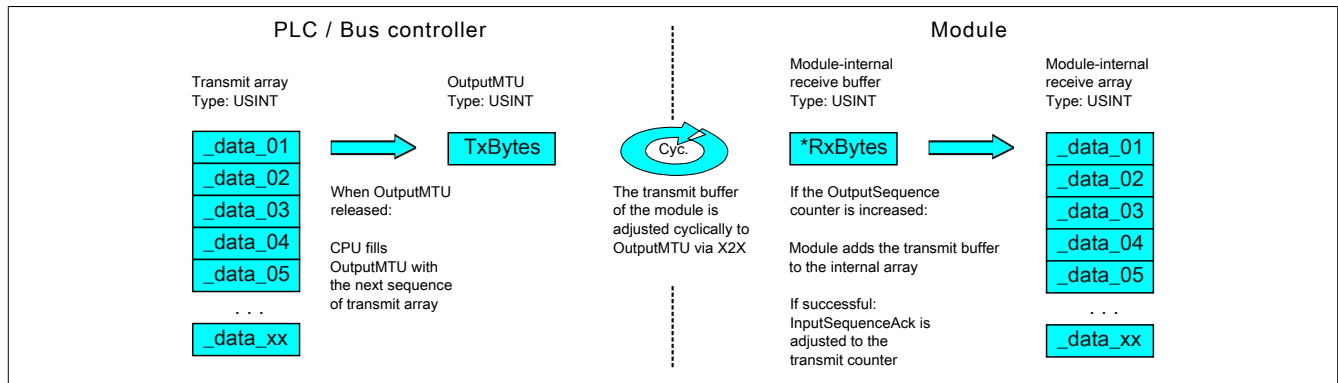 PLC / Bus controller
Module
Transmit array
Type: USINT
OutputMTU
Type: USINT
Module-internal
receive buffer
Type: USINT
Module-internal
receive array
Type: USINT
_data_01
_data_02
_data_03
_data_04
_data_05
. . .
_data_xx
When OutputMTU
released:
CPU fills
OutputMTU with
the next sequence
of transmit array
TxBytes
Cyc.
The transmit buffer
of the module is
adjusted cyclically to
OutputMTU via X2X
*RxBytes
If the OutputSequence
counter is increased:
Module adds the transmit buffer
to the internal array
If successful:
InputSequenceAck is
adjusted to the
transmit counter
_data_01
_data_02
_data_03
_data_04
_data_05
. . .
_data_xx